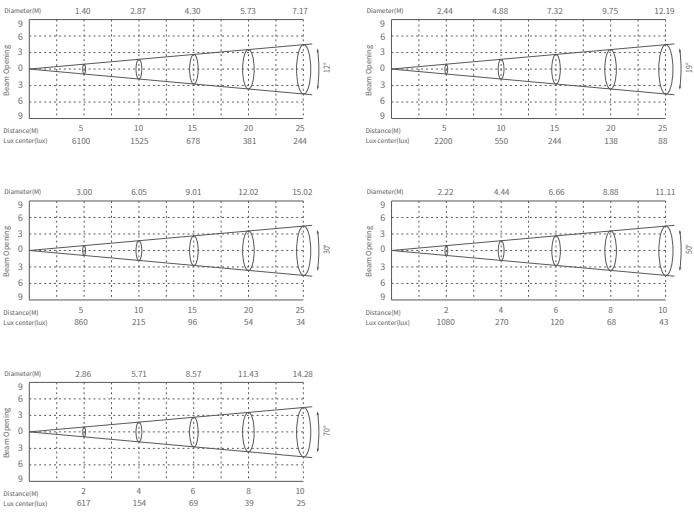 Diameter(M) 1.40 2.87 4.30 5.73 7.17
9
6
3
0
3
6
9
Beam Opening
12°
Distance(M) 5 10 15 20 25
Lux center(lux) 6100 1525 678 381 244
Diameter(M) 2.44 4.88 7.32 9.75 12.19
9
6
3
0
3
6
9
Beam Opening
19°
Distance(M) 5 10 15 20 25
Lux center(lux) 2200 550 244 138 88
Diameter(M) 3.00 6.05 9.01 12.02 15.02
9
6
3
0
3
6
9
Beam Opening
30°
Distance(M) 5 10 15 20 25
Lux center(lux) 860 215 96 54 34
Diameter(M) 2.22 4.44 6.66 8.88 11.11
9
6
3
0
3
6
9
Beam Opening
50°
Distance(M) 2 4 6 8 10
Lux center(lux) 1080 270 120 68 43
Diameter(M) 2.86 5.71 8.57 11.43 14.28
9
6
3
0
3
6
9
Beam Opening
70°
Distance(M) 2 4 6 8 10
Lux center(lux) 617 154 69 39 25